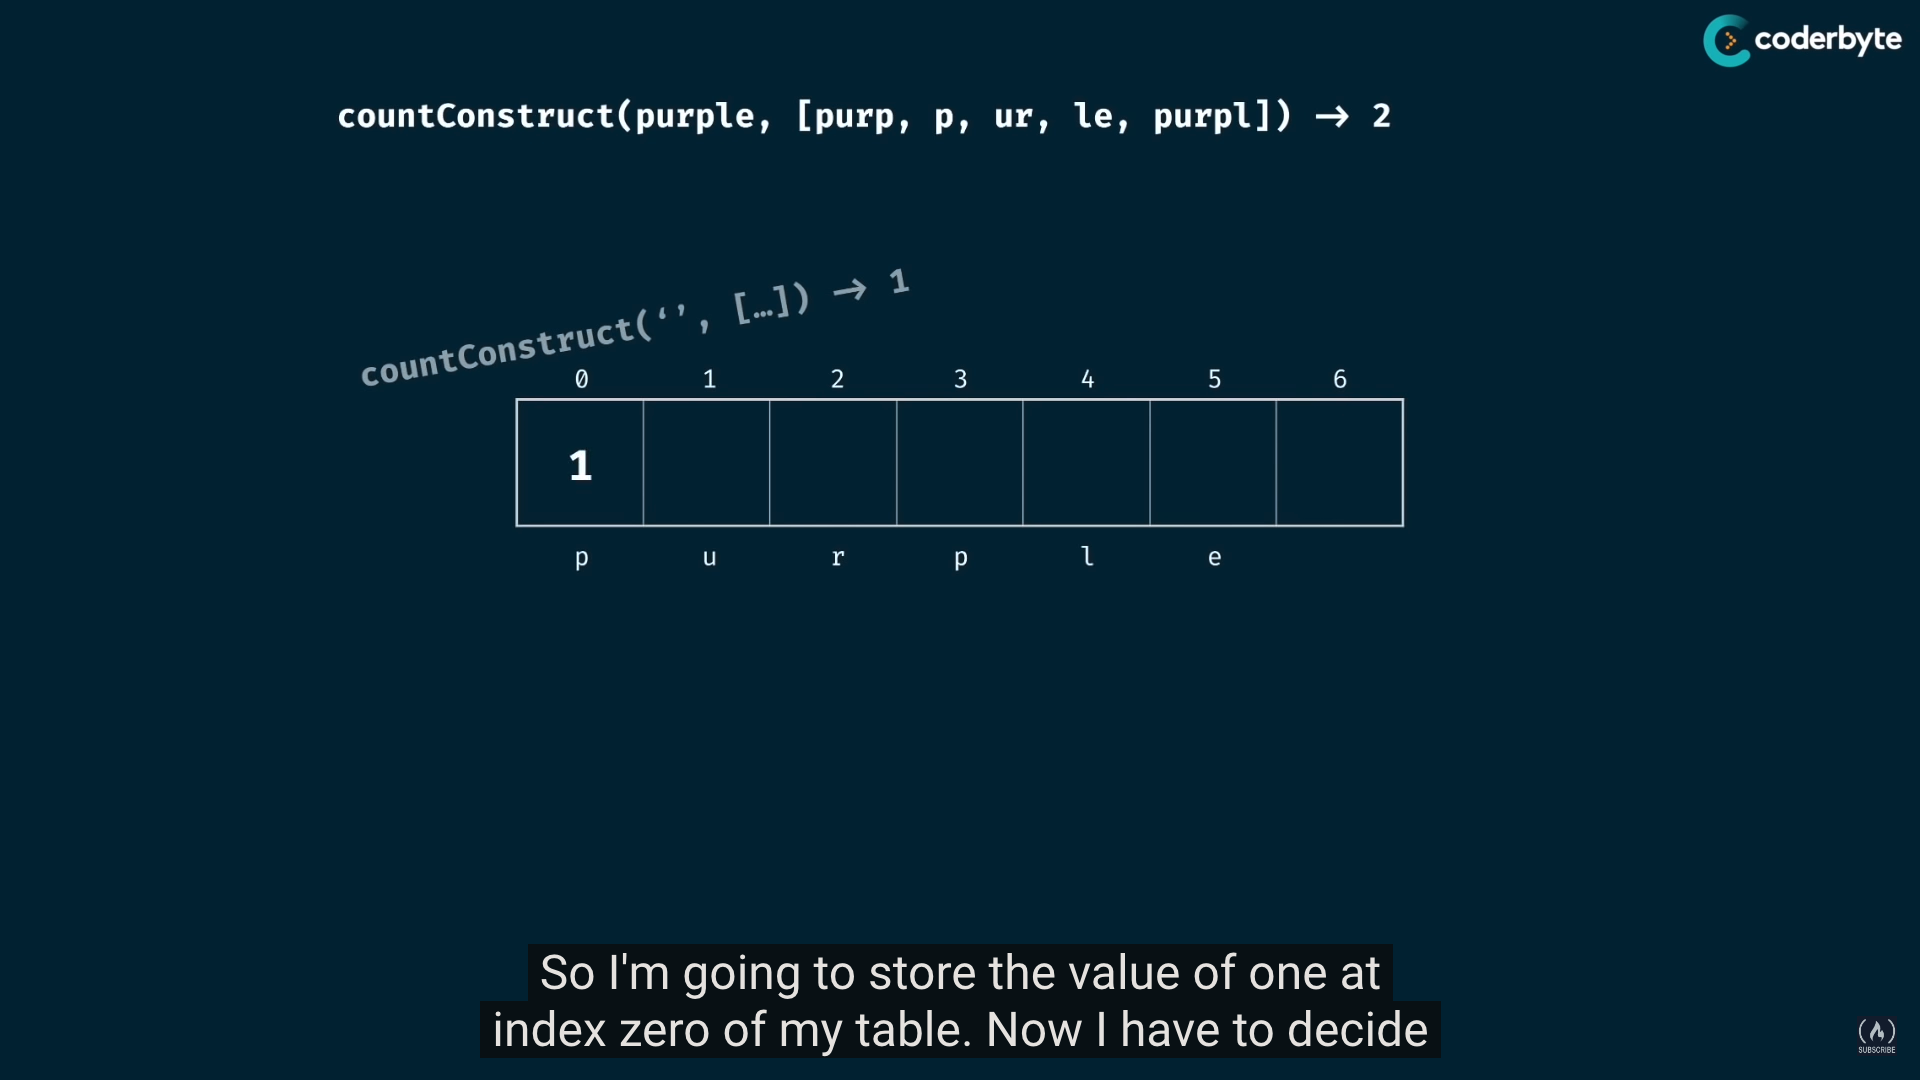 coderbyte
countConstruct(purple, [purp, p, ur, le, purpl]) → 2
countConstruct(‘’, […]) → 1
0 1 2 3 4 5 6
1
p u r p l e
So I'm going to store the value of one at
index zero of my table. Now I have to decide
SUBSCRIBE